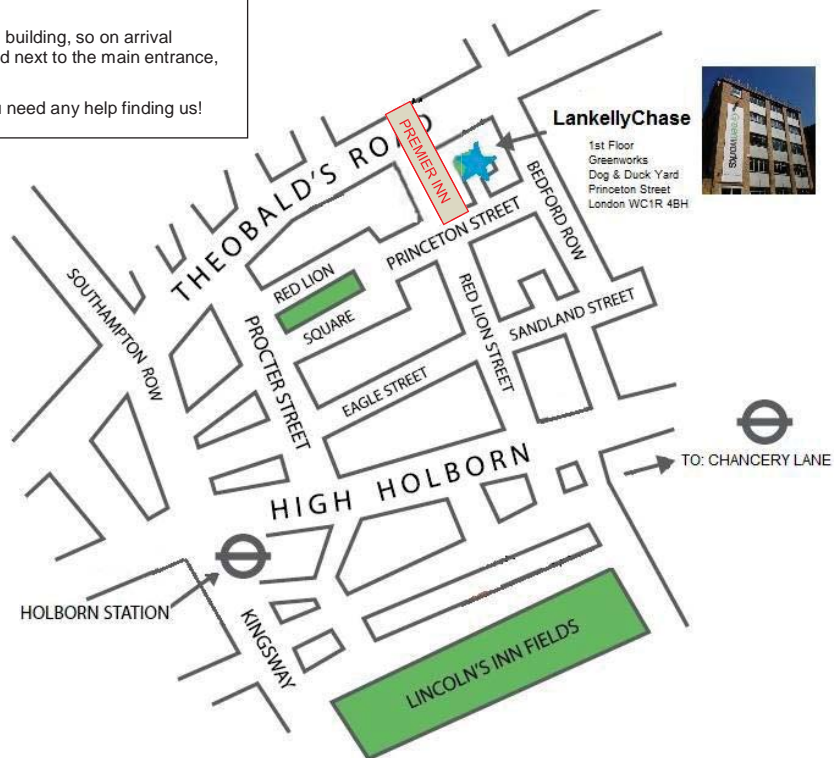 building, so on arrival
next to the main entrance,
need any help finding us!
LankellyChase
1st Floor
Greenworks
Dog & Duck Yard
Princeton Street
London WC1R 4BH
Greenworks
PREMIER INN
THEOBALD'S ROAD
BEDFORD ROW
PRINCETON STREET
RED LION
SQUARE
SOUTHAMPTON ROW
PROCTER STREET
RED LION STREET
SANDLAND STREET
EAGLE STREET
HIGH HOLBORN
TO: CHANCERY LANE
HOLBORN STATION
KINGSWAY
LINCOLN'S INN FIELDS